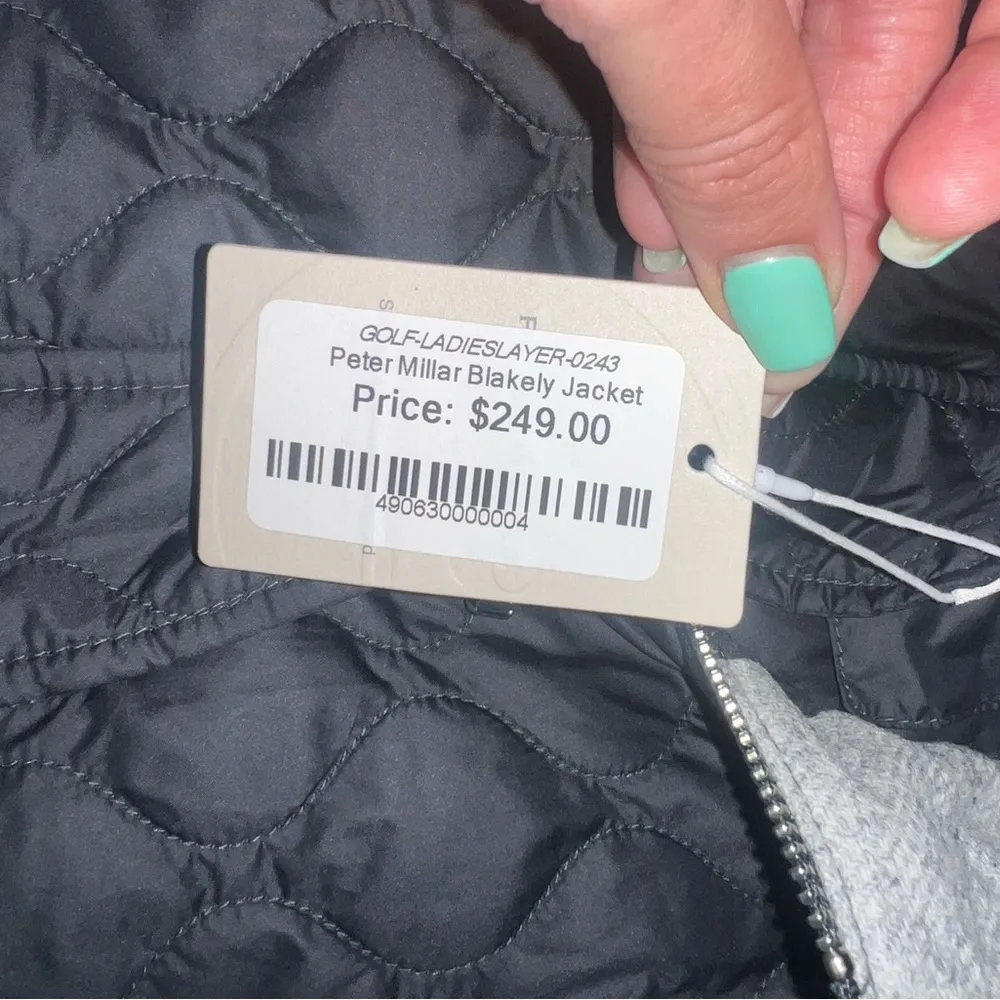 GOLF-LADIESLAYER-0243
Peter Millar Blakely Jacket
Price: $249.00
490630000004